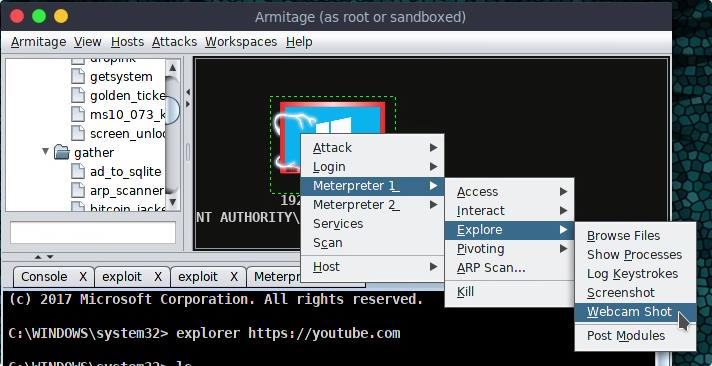 Armitage (as root or sandboxed)
Armitage View Hosts Attacks Workspaces Help
getsystem
golden_ticke
ms10_073_k
screen_unloc
gather
ad_to_sqlite
arp_scanner
bitcoin_jacke
192
NT AUTHORITY\
Attack
Login
Meterpreter 1
Meterpreter 2
Services
Scan
Host
Access
Interact
Explore
Pivoting
ARP Scan...
Kill
Browse Files
Show Processes
Log Keystrokes
Screenshot
Webcam Shot
Post Modules
Console X exploit X exploit X Meterpr
(c) 2017 Microsoft Corporation. All rights reserved.
C:\WINDOWS\system32> explorer https://youtube.com
C:\WINDOWS\system32> ls